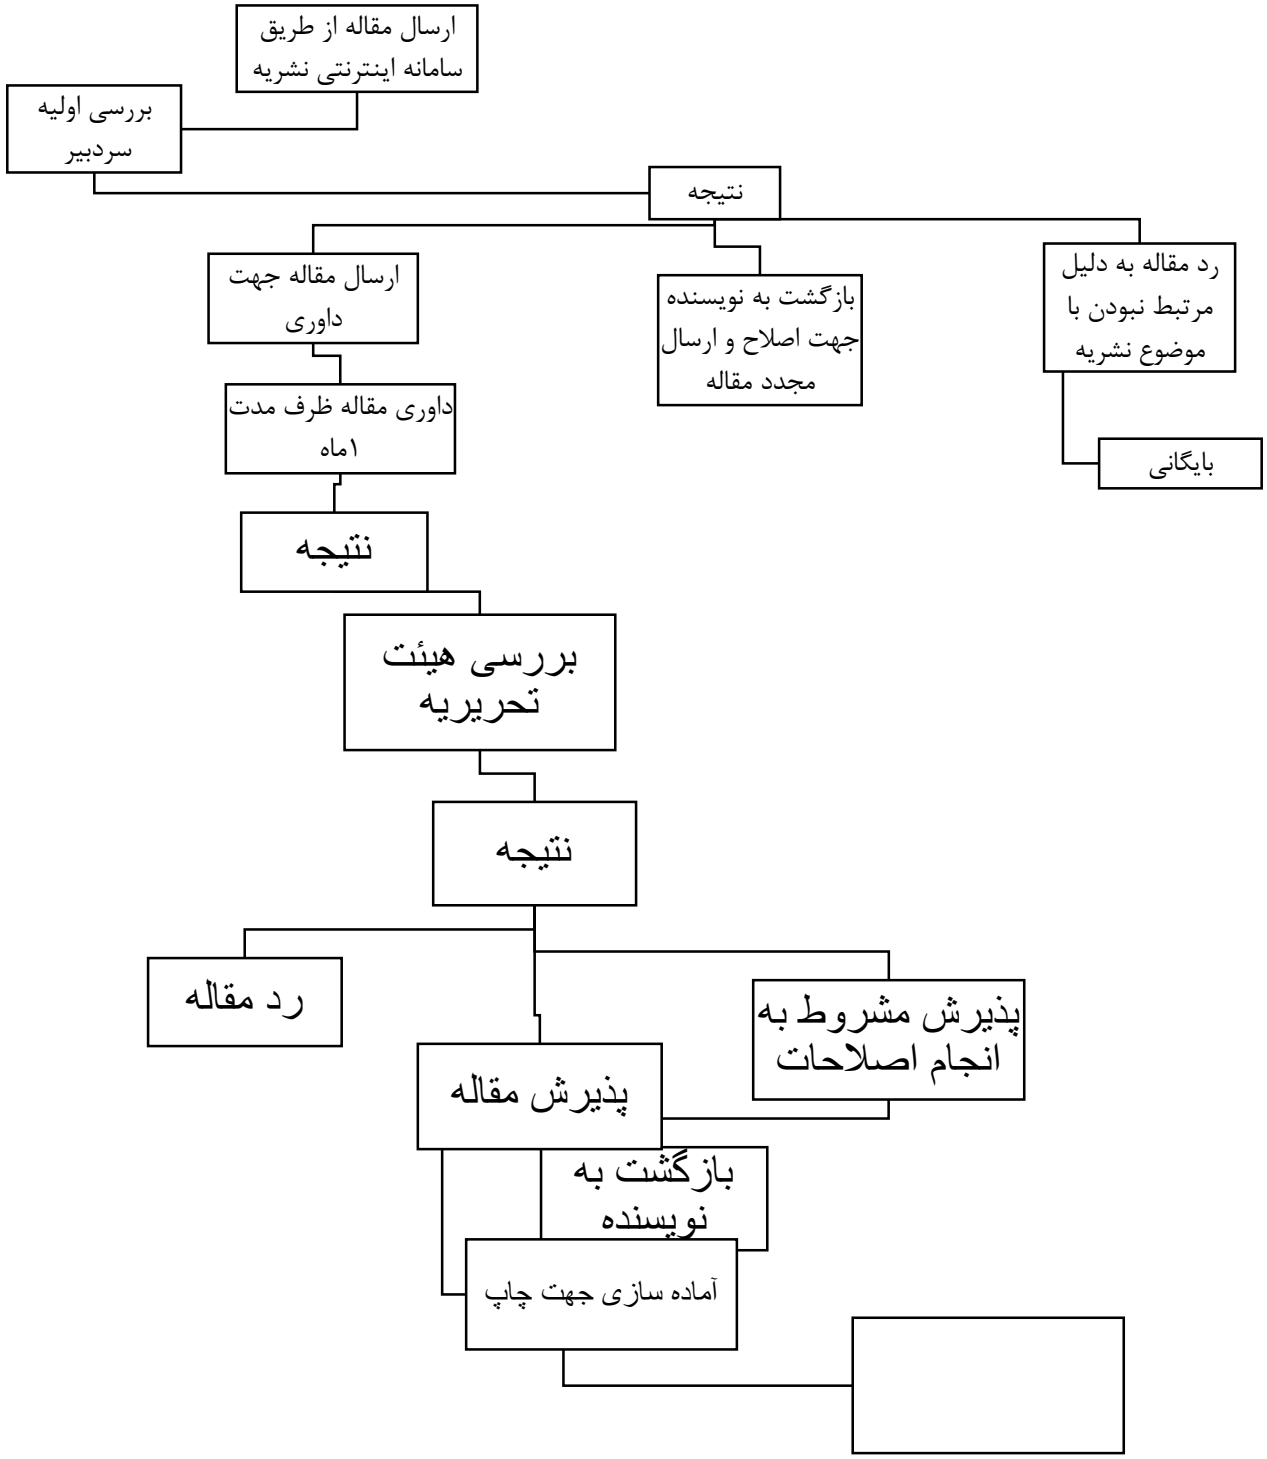 ارسال مقاله از طریق
سامانه اینترنتی نشریه
بررسی اولیه
سردبیر
نتیجه
رد مقاله به دلیل
مرتبط نبودن با
موضوع نشریه
بازگشت به نویسنده
جهت اصلاح و ارسال
مجدد مقاله
ارسال مقاله جهت
داوری
داوری مقاله ظرف مدت
۱ماه
بایگانی
نتیجه
بررسی هیئت
تحریریه
نتیجه
پذیرش مشروط به
انجام اصلاحات
رد مقاله
پذیرش مقاله
بازگشت به
نویسنده
آماده سازی جهت چاپ